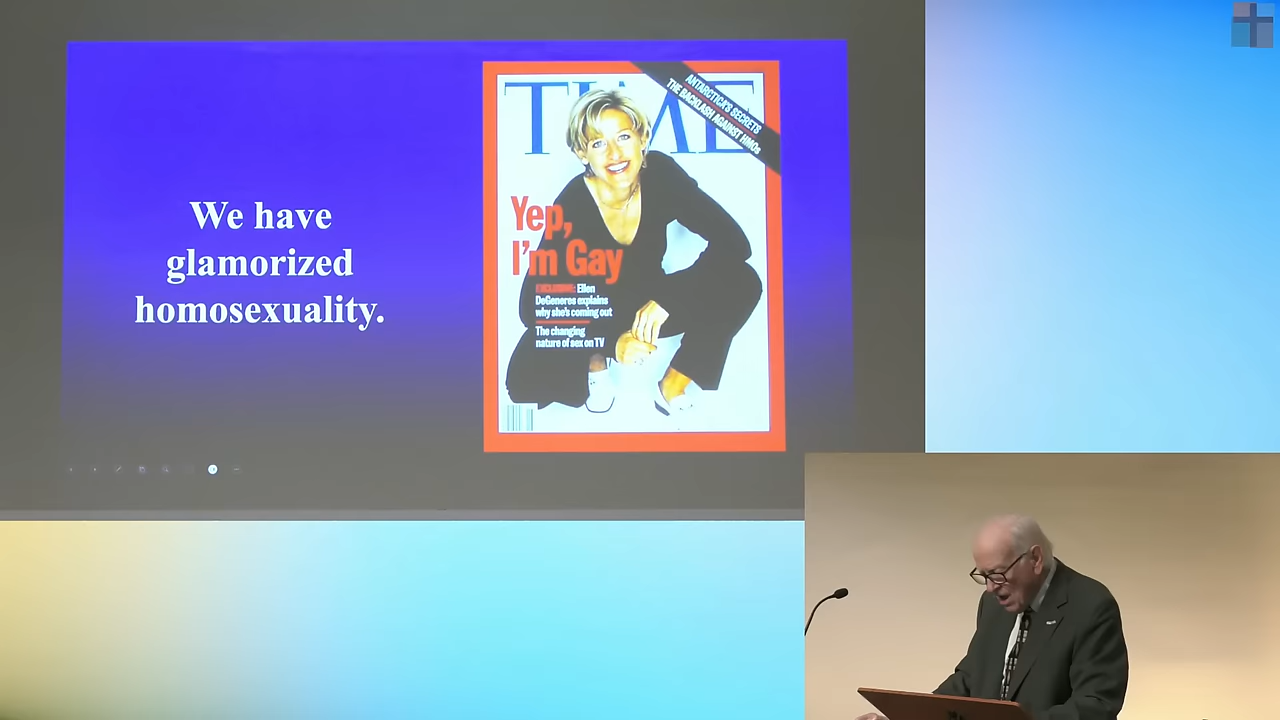 We have
glamorized
homosexuality.
TIME
ANTARCTICA'S SECRETS
THE BACKLASH AGAINST HMOs
Yep,
I'm Gay
EXCLUSIVE: Ellen
DeGeneres explains
why she's coming out
The changing
nature of sex on TV